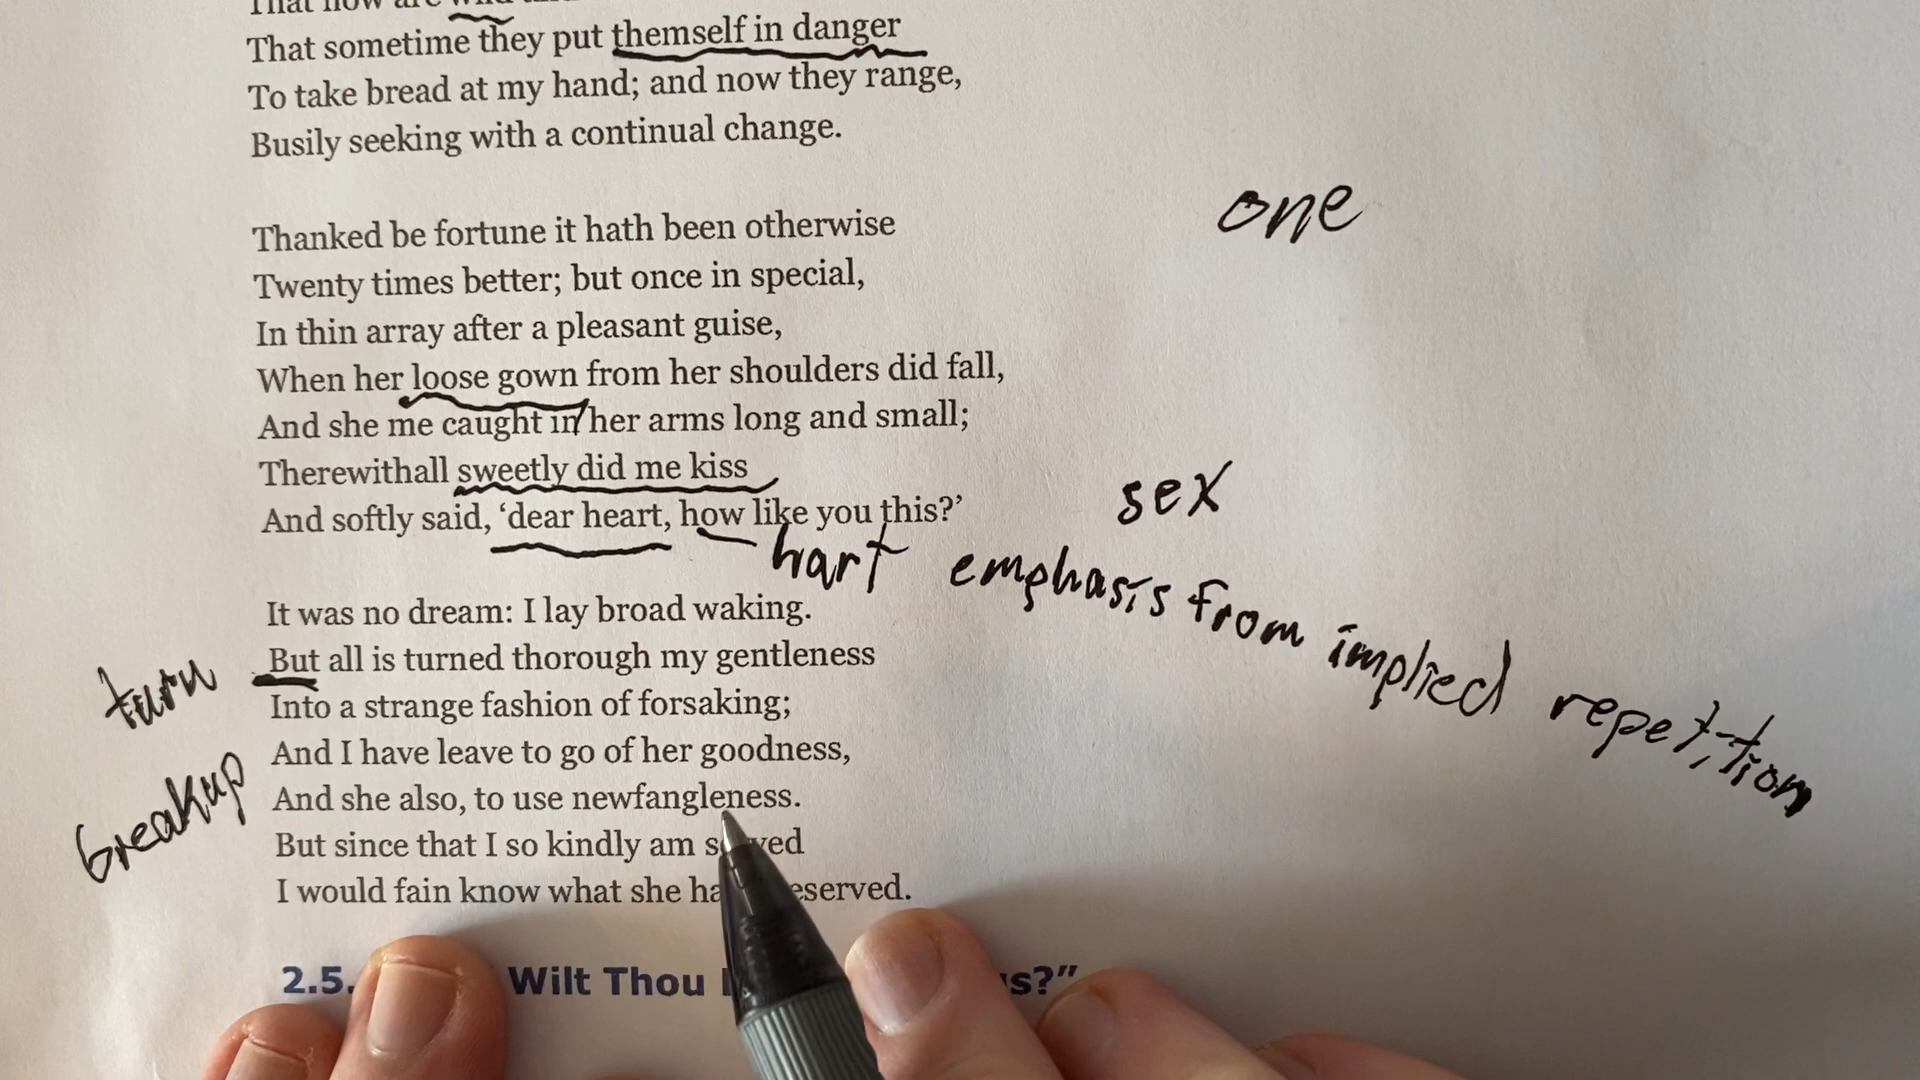 That now are
That sometime they put themself in danger
To take bread at my hand; and now they range,
Busily seeking with a continual change.
one
Thanked be fortune it hath been otherwise
Twenty times better; but once in special,
In thin array after a pleasant guise,
When her loose gown from her shoulders did fall,
And she me caught in her arms long and small;
Therewithall sweetly did me kiss
sex
And softly said, ‘dear heart, how like you this?’
hart emphasis from implied repetition
It was no dream: I lay broad waking.
turn
But all is turned thorough my gentleness
Into a strange fashion of forsaking;
And I have leave to go of her goodness,
breakup
And she also, to use newfangleness.
But since that I so kindly am
I would fain know what she
2.5. Wilt Thou